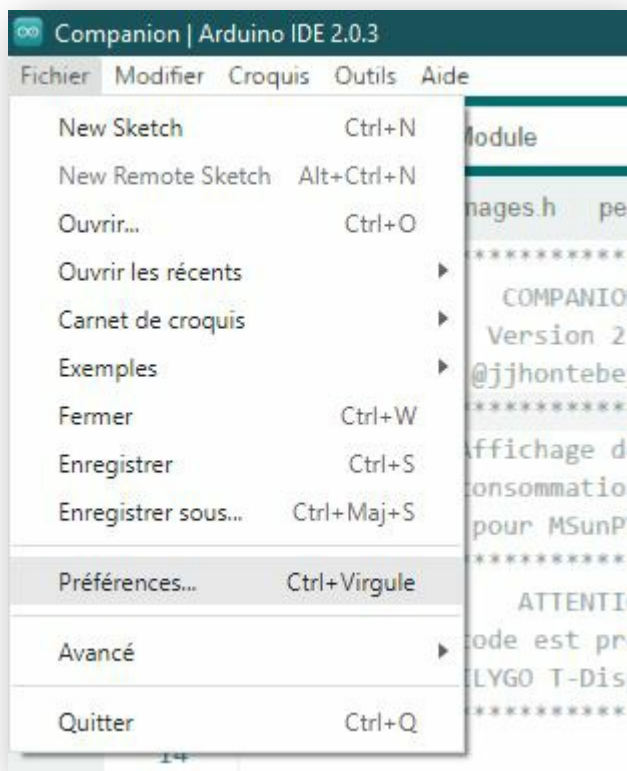 Companion | Arduino IDE 2.0.3
Fichier Modifier Croquis Outils Aide
New Sketch Ctrl+N
New Remote Sketch Alt+Ctrl+N
Ouvrir... Ctrl+O
Ouvrir les récents
Carnet de croquis
Exemples
Fermer Ctrl+W
Enregistrer Ctrl+S
Enregistrer sous... Ctrl+Maj+S
Préférences... Ctrl+Virgule
Avancé
Quitter Ctrl+Q
Module
mages.h pe
************
COMPANIO
Version 2
@jjhontebe
************
Affichage d
consommatio
pour MSunP
************
ATTENTI
code est pr
ILYGO T-Dis
************
14